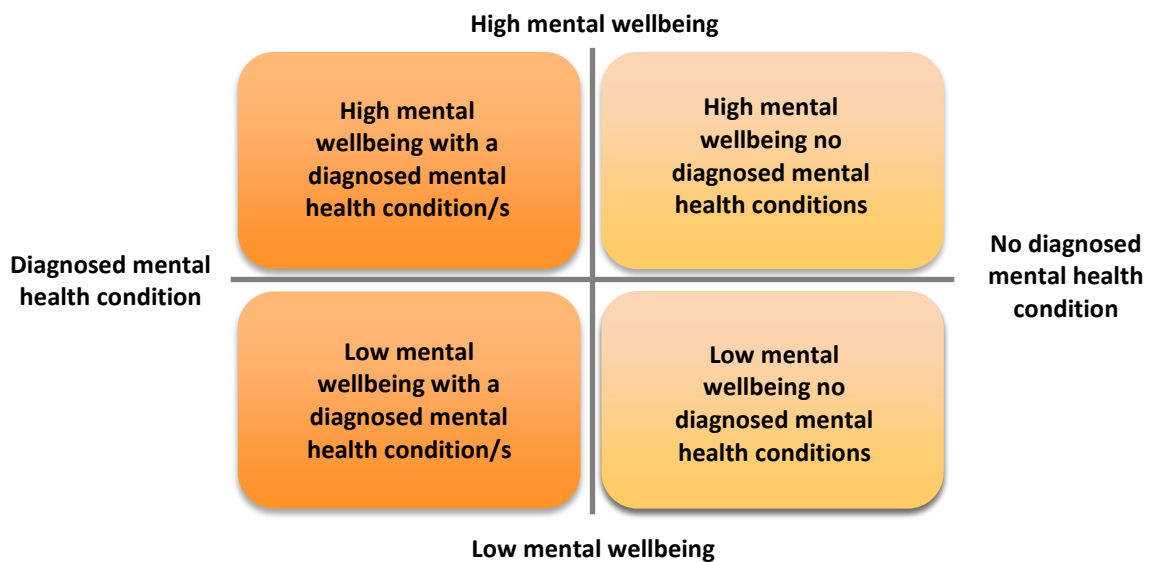 High mental wellbeing
High mental
wellbeing with a
diagnosed mental
health condition/s
High mental
wellbeing no
diagnosed mental
health conditions
Diagnosed mental
health condition
No diagnosed
mental health
condition
Low mental
wellbeing with a
diagnosed mental
health condition/s
Low mental
wellbeing no
diagnosed mental
health conditions
Low mental wellbeing